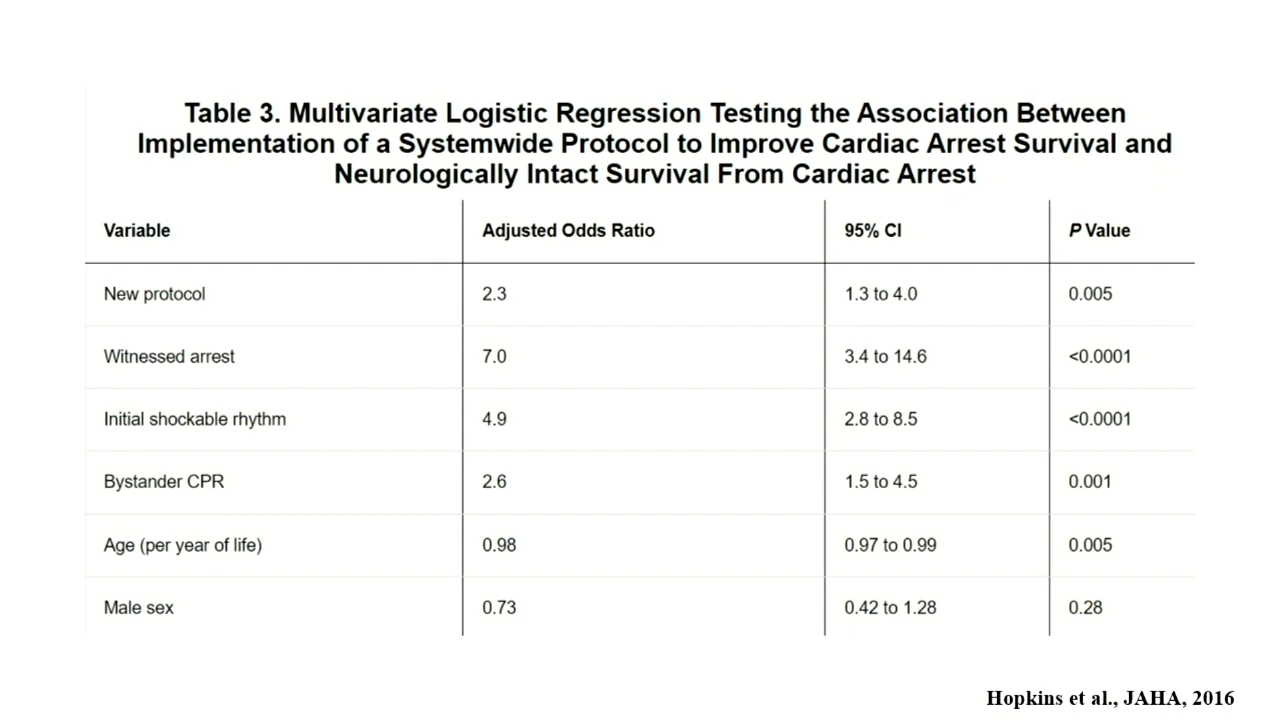 Table 3. Multivariate Logistic Regression Testing the Association Between
Implementation of a Systemwide Protocol to Improve Cardiac Arrest Survival and
Neurologically Intact Survival From Cardiac Arrest
Variable Adjusted Odds Ratio 95% CI P Value
New protocol 2.3 1.3 to 4.0 0.005
Witnessed arrest 7.0 3.4 to 14.6 <0.0001
Initial shockable rhythm 4.9 2.8 to 8.5 <0.0001
Bystander CPR 2.6 1.5 to 4.5 0.001
Age (per year of life) 0.98 0.97 to 0.99 0.005
Male sex 0.73 0.42 to 1.28 0.28
Hopkins et al., JAHA, 2016